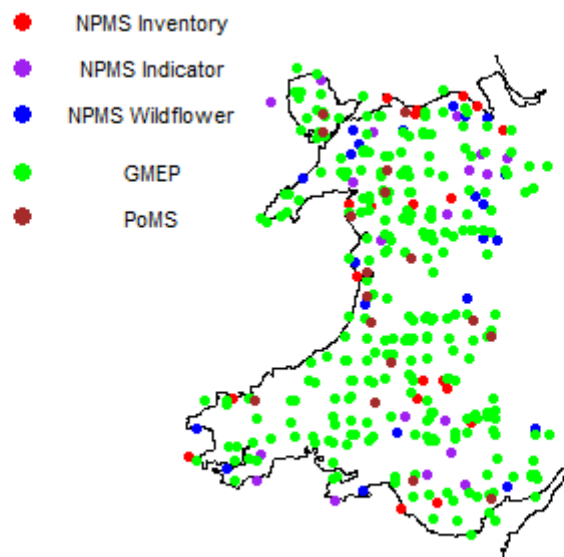 NPMS Inventory
NPMS Indicator
NPMS Wildflower
GMEP
PoMS